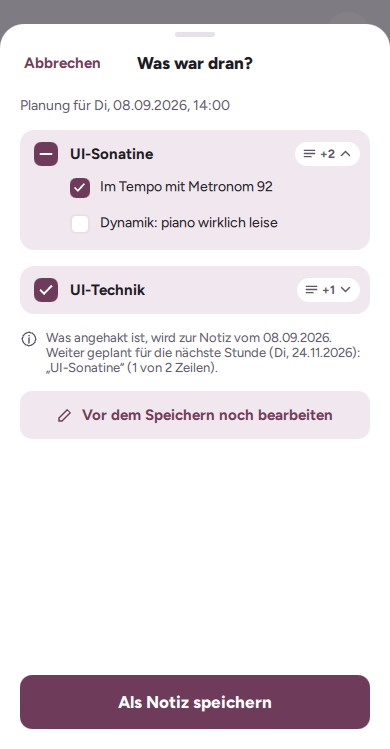 Abbrechen
Was war dran?
Planung für Di, 08.09.2026, 14:00
UI-Sonatine
+2
Im Tempo mit Metronom 92
Dynamik: piano wirklich leise
UI-Technik
+1
Was angehakt ist, wird zur Notiz vom 08.09.2026.
Weiter geplant für die nächste Stunde (Di, 24.11.2026):
„UI-Sonatine“ (1 von 2 Zeilen).
Vor dem Speichern noch bearbeiten
Als Notiz speichern